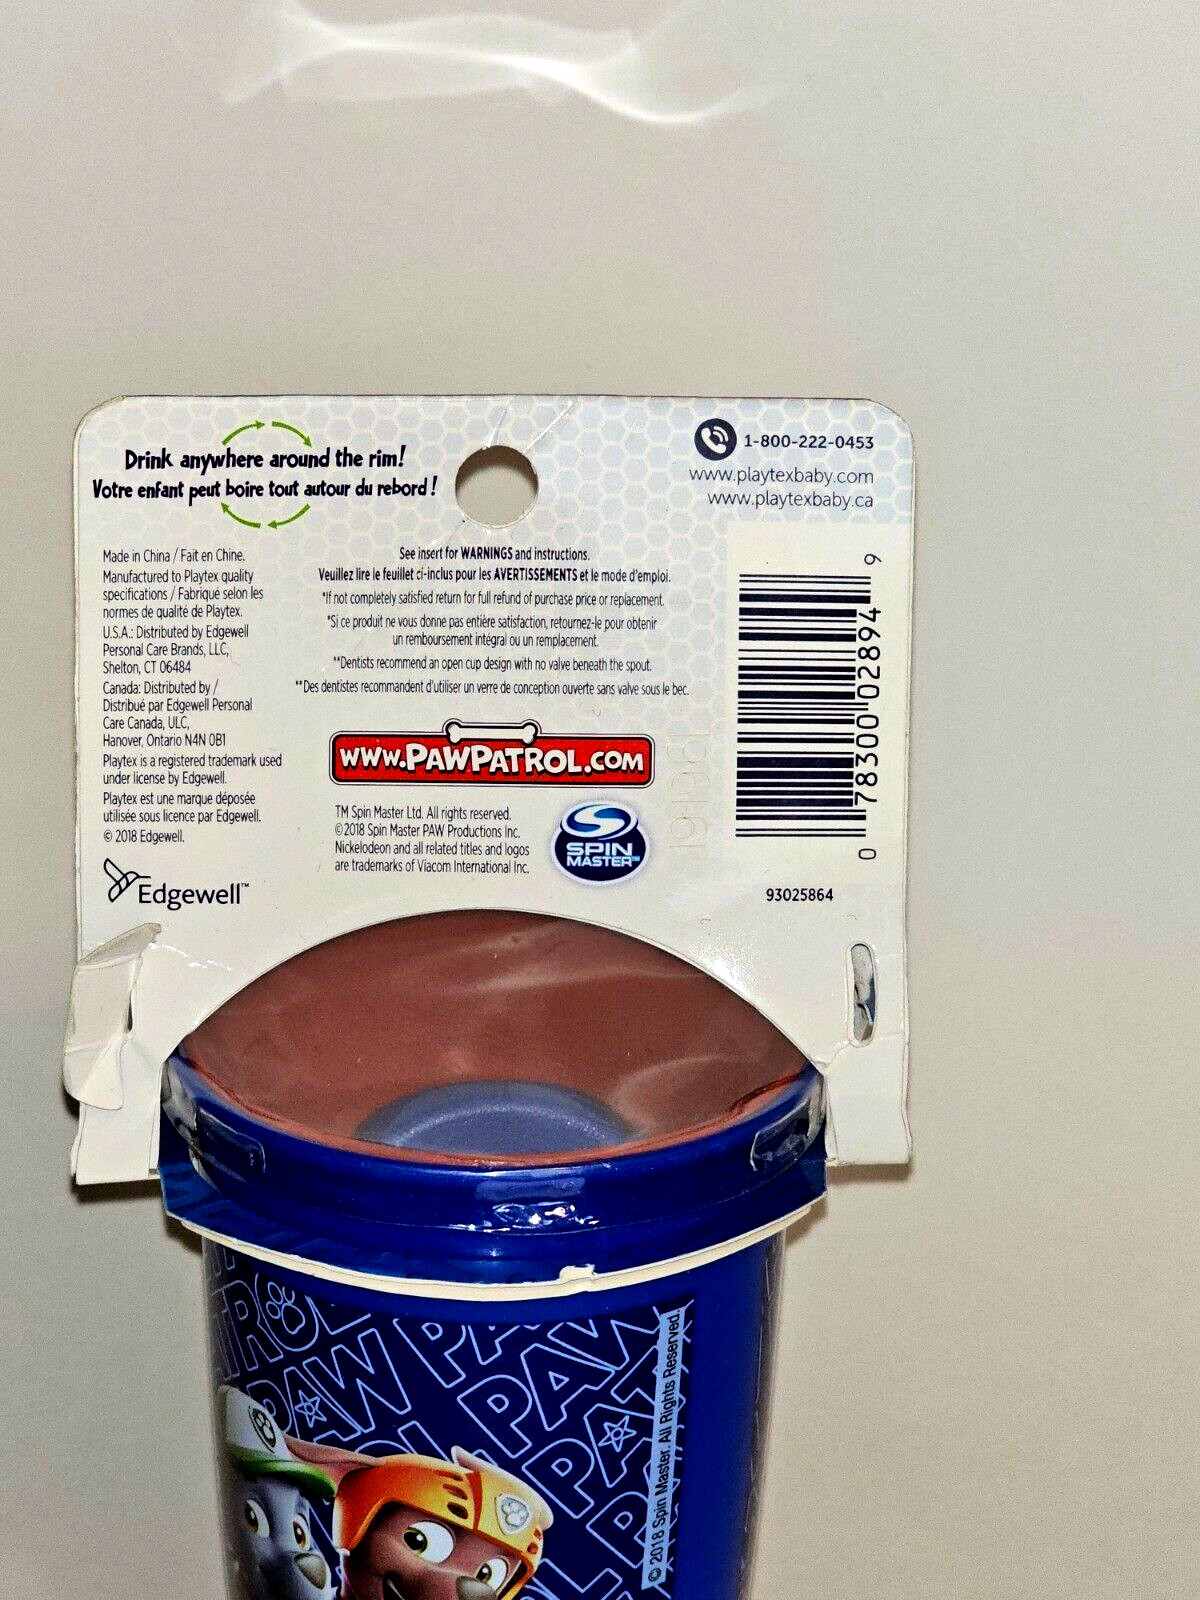 Drink anywhere around the rim!
Votre enfant peut boire tout autour du rebord !
1-800-222-0453
www.playtexbaby.com
www.playtexbaby.ca
Made in China / Fait en Chine.
Manufactured to Playtex quality
specifications / Fabriqué selon les
normes de qualité de Playtex.
U.S.A.: Distributed by Edgewell
Personal Care Brands, LLC,
Shelton, CT 06484
Canada: Distributed by /
Distribué par Edgewell Personal
Care Canada, ULC,
Hanover, Ontario N4N 0B1
Playtex is a registered trademark used
under license by Edgewell.
Playtex est une marque déposée
utilisée sous licence par Edgewell.
© 2018 Edgewell.
Edgewell™
See insert for WARNINGS and instructions.
Veuillez lire le feuillet ci-inclus pour les AVERTISSEMENTS et le mode d'emploi.
*If not completely satisfied return for full refund of purchase price or replacement.
*Si ce produit ne vous donne pas entière satisfaction, retournez-le pour obtenir
un remboursement intégral ou un remplacement.
**Dentists recommend an open cup design with no valve beneath the spout.
**Des dentistes recommandent d'utiliser un verre de conception ouverte sans valve sous le bec.
WWW.PAWPATROL.COM
TM Spin Master Ltd. All rights reserved.
©2018 Spin Master PAW Productions Inc.
Nickelodeon and all related titles and logos
are trademarks of Viacom International Inc.
SPIN
MASTER™
0 78300 02894 9
93025864
PAW
PAW
© 2018 Spin Master. All Rights Reserved.